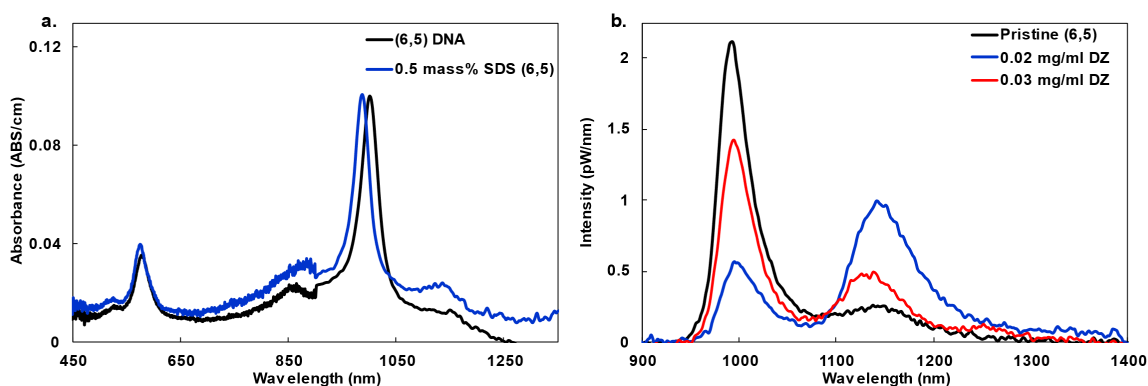 a.
(6,5) DNA
0.5 mass% SDS (6,5)
Absorbance (ABS/cm)
0.12
0.08
0.04
0
450
650
850
1050
1250
Wavelength (nm)
b.
Pristine (6,5)
0.02 mg/ml DZ
0.03 mg/ml DZ
Intensity (pW/nm)
2
1.5
1
0.5
0
900
1000
1100
1200
1300
1400
Wavelength (nm)